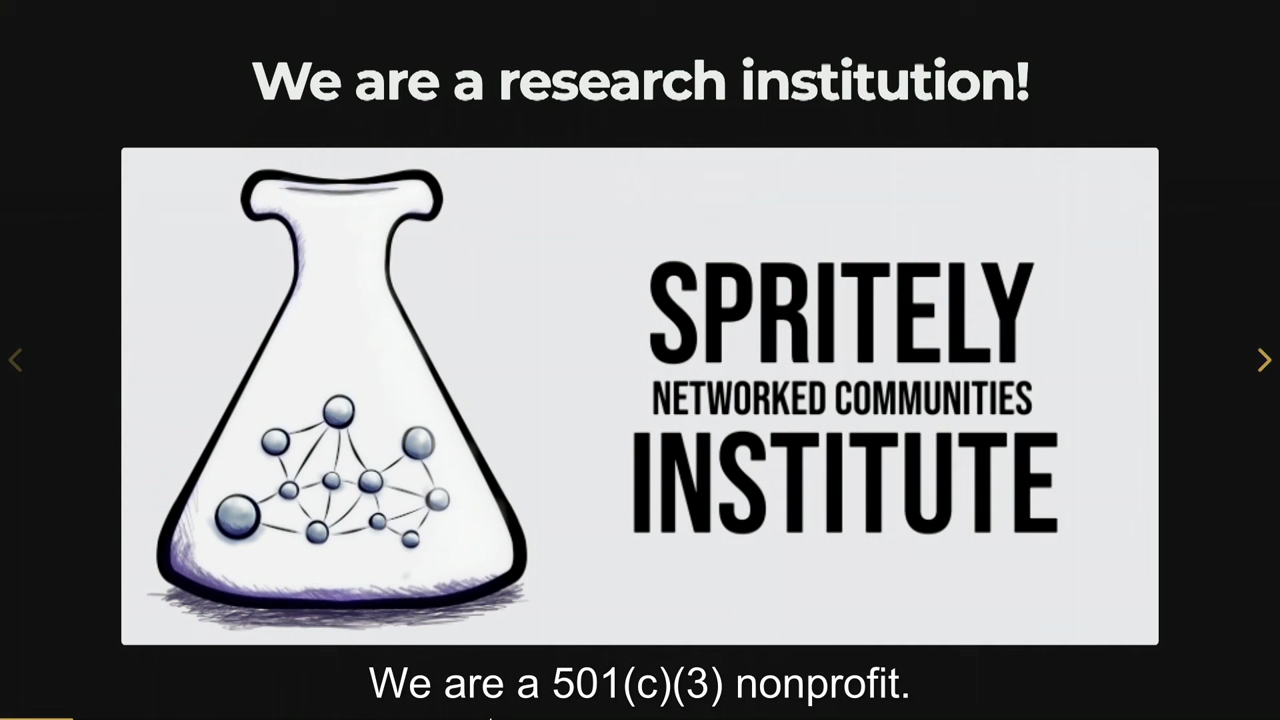 We are a research institution!
SPRITELY
NETWORKED COMMUNITIES
INSTITUTE
We are a 501(c)(3) nonprofit.